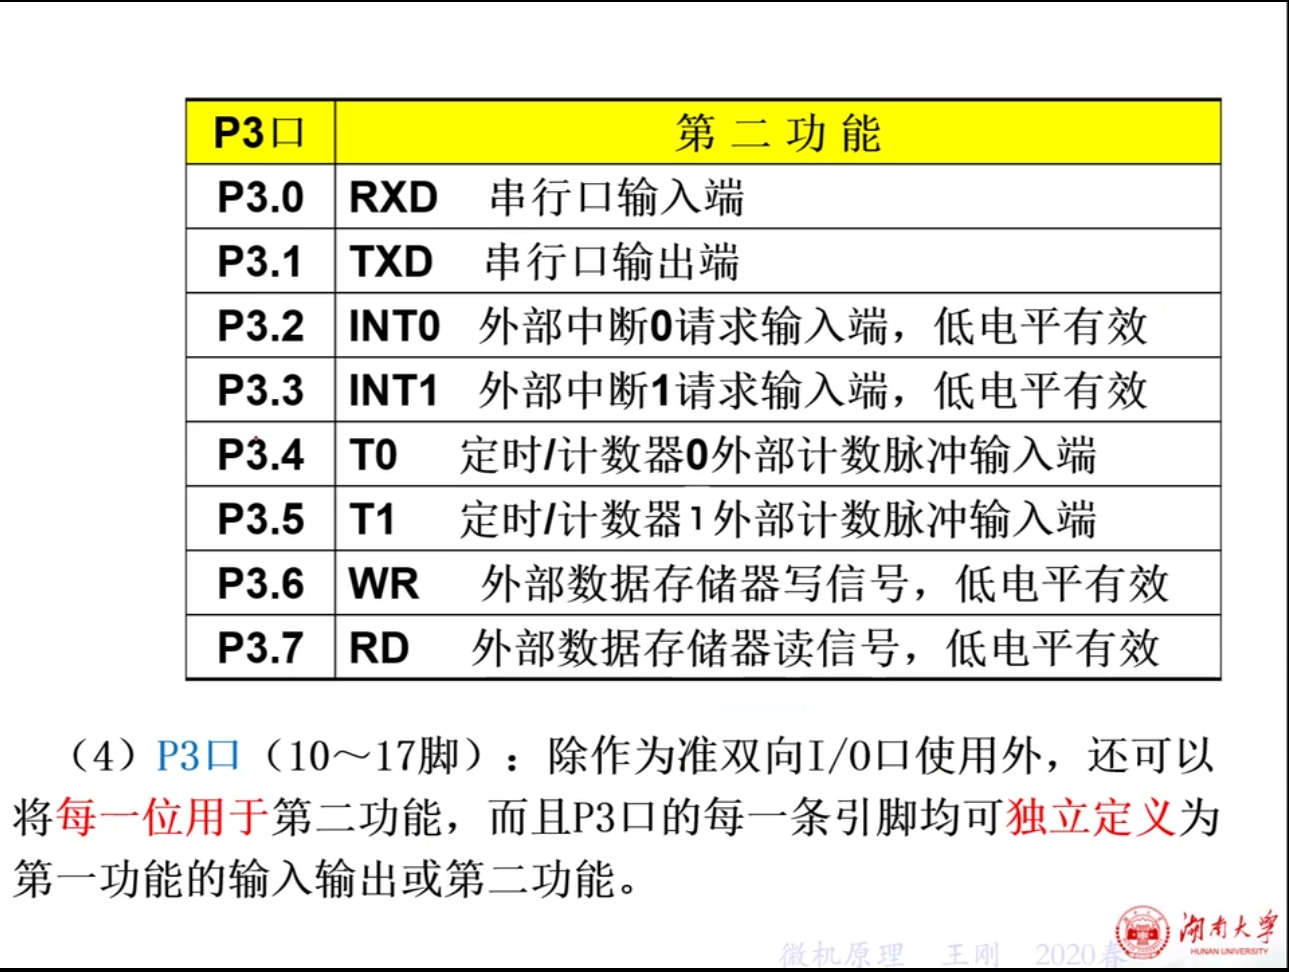 P3口 第二功能
P3.0 RXD 串行口输入端
P3.1 TXD 串行口输出端
P3.2 INT0 外部中断0请求输入端，低电平有效
P3.3 INT1 外部中断1请求输入端，低电平有效
P3.4 T0 定时/计数器0外部计数脉冲输入端
P3.5 T1 定时/计数器1外部计数脉冲输入端
P3.6 WR 外部数据存储器写信号，低电平有效
P3.7 RD 外部数据存储器读信号，低电平有效
（4）P3口（10～17脚）：除作为准双向I/O口使用外，还可以
将每一位用于第二功能，而且P3口的每一条引脚均可独立定义为
第一功能的输入输出或第二功能。
湖南大学
HUNAN UNIVERSITY
微机原理 王刚 2020春